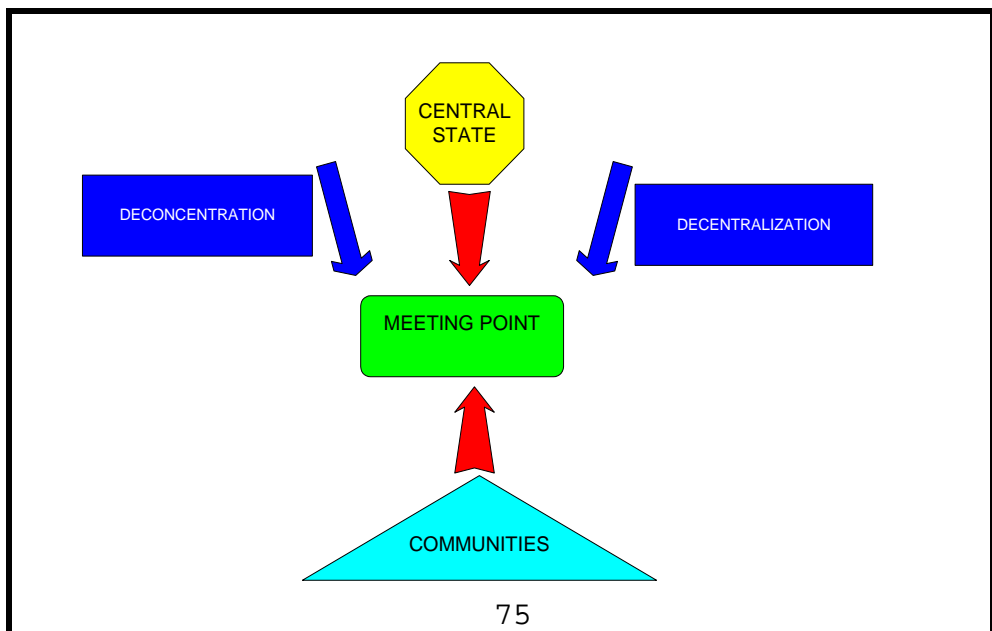 CENTRAL
STATE
DECONCENTRATION
DECENTRALIZATION
MEETING POINT
COMMUNITIES
75